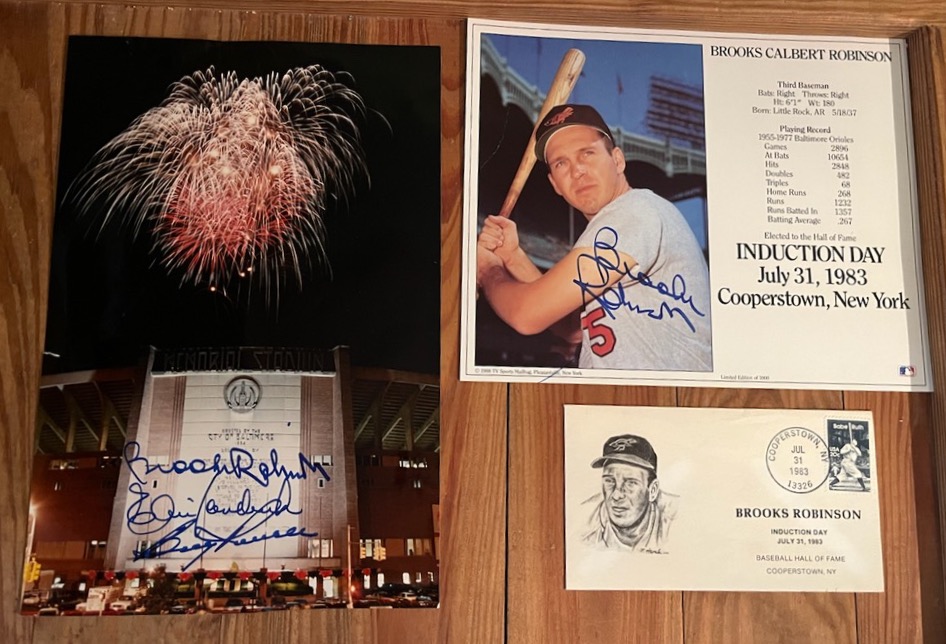 MEMORIAL STADIUM
CITY OF BALTIMORE
Brooks Robinson
BROOKS CALBERT ROBINSON
Third Baseman
Bats: Right Throws: Right
Ht: 6'1" Wt: 180
Born: Little Rock, AR 5/18/37
Playing Record
1955-1977 Baltimore Orioles
Games 2896
At Bats 10654
Hits 2848
Doubles 482
Triples 68
Home Runs 268
Runs 1232
Runs Batted In 1357
Batting Average .267
Elected to the Hall of Fame
INDUCTION DAY
July 31, 1983
Cooperstown, New York
Brooks Robinson
5
Limited Edition of 5000
COOPERSTOWN, NY
JUL
31
1983
13326
Babe Ruth
USA
20c
BROOKS ROBINSON
INDUCTION DAY
JULY 31, 1983
BASEBALL HALL OF FAME
COOPERSTOWN, NY